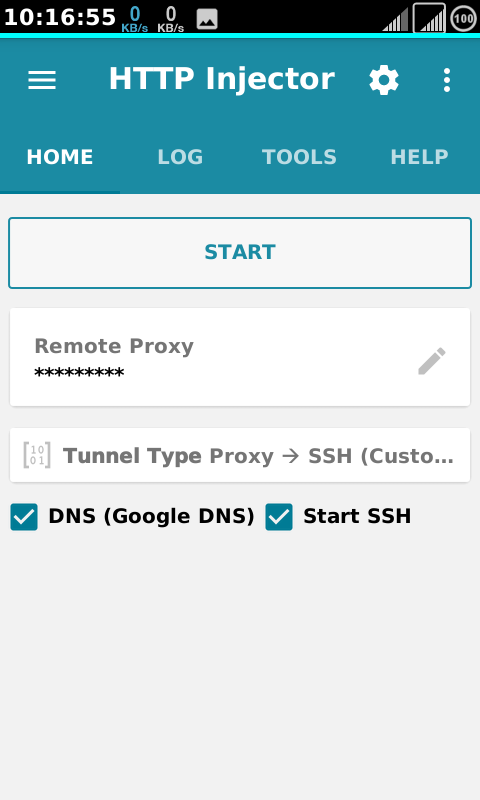 10:16:55 0 KB/s 0 KB/s 100
HTTP Injector
HOME LOG TOOLS HELP
START
Remote Proxy
*********
Tunnel Type Proxy → SSH (Custo...
DNS (Google DNS) Start SSH